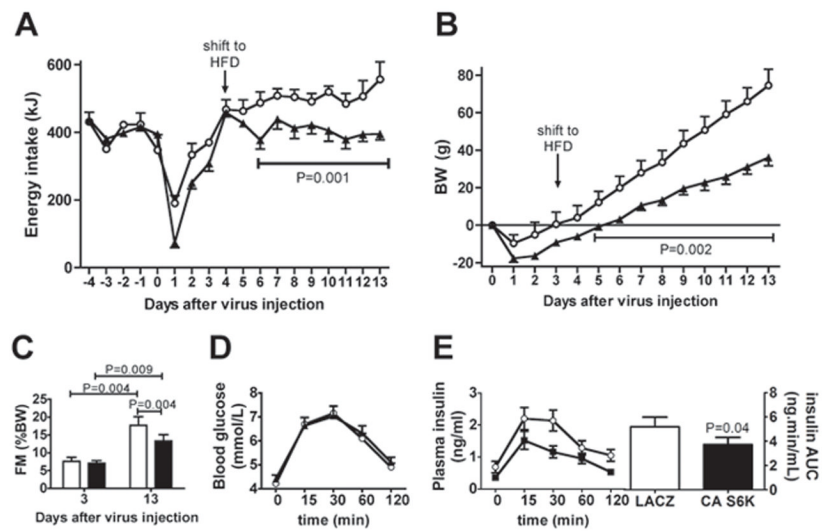 A
shift to
HFD
Energy intake (kJ)
600
400
200
0
P=0.001
-4 -3 -2 -1 0 1 2 3 4 5 6 7 8 9 10 11 12 13
Days after virus injection
B
shift to
HFD
BW (g)
80
60
40
20
0
-20
P=0.002
0 1 2 3 4 5 6 7 8 9 10 11 12 13
Days after virus injection
C
P=0.009
P=0.004
P=0.004
FM (%BW)
25
20
15
10
5
0
3 13
Days after virus injection
D
Blood glucose
(mmol/L)
8
7
6
5
4
0 15 30 60 120
time (min)
E
Plasma insulin
(ng/ml)
3
2
1
0
0 15 30 60 120
time (min)
P=0.04
LACZ CA S6K
8
6
4
2
0
insulin AUC
(ng.min/mL)